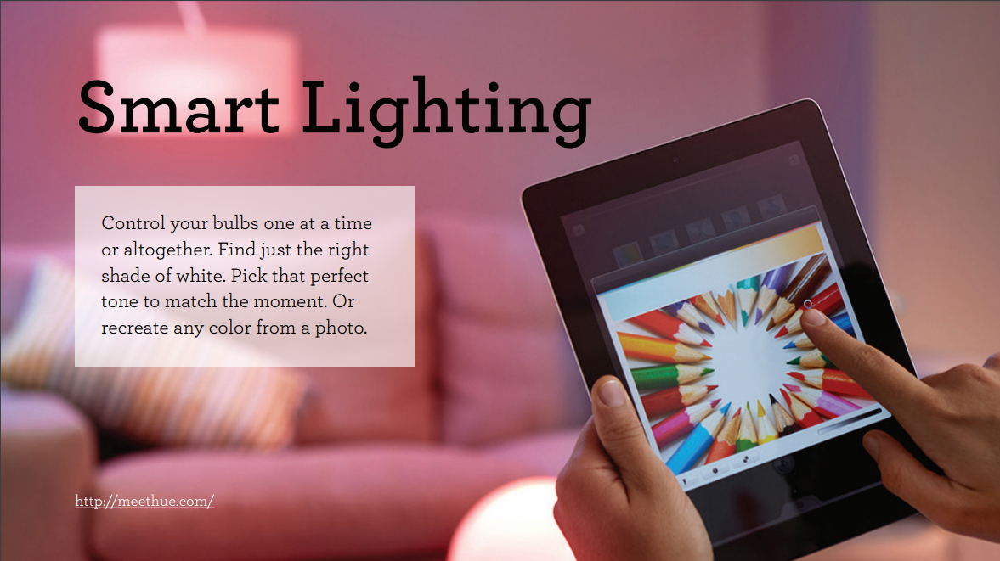 Smart Lighting
Control your bulbs one at a time
or altogether. Find just the right
shade of white. Pick that perfect
tone to match the moment. Or
recreate any color from a photo.
http://meethue.com/